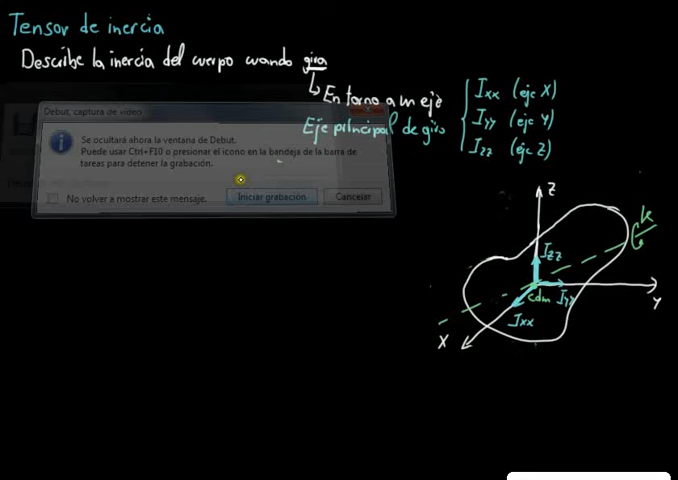 Tensor de inercia
Describe la inercia del cuerpo cuando gira
En torno a un eje
Eje principal de giro
Ixx (eje X)
Iyy (eje Y)
Izz (eje Z)
Debut, captura de vídeo
Se ocultará ahora la ventana de Debut.
Puede usar Ctrl+F10 o presionar el icono en la bandeja de la barra de
tareas para detener la grabación.
No volver a mostrar este mensaje.
Iniciar grabación
Cancelar
Z
K
Izz
cdm
Iyy
Y
Ixx
X